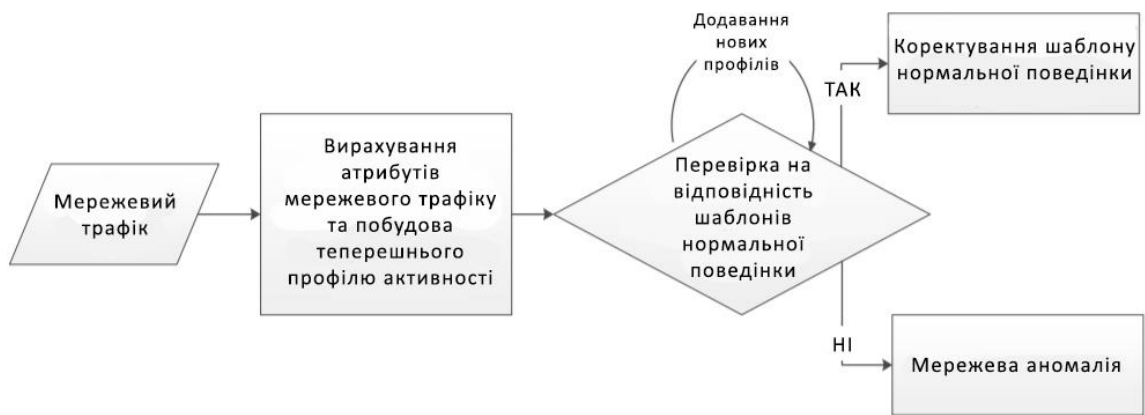 Мережевий
трафік
Вирахування
атрибутів
мережевого трафіку
та побудова
теперешнього
профілю активності
Додавання
нових
профілів
Перевірка на
відповідність
шаблонів
нормальної
поведінки
ТАК
Коректування шаблону
нормальної поведінки
НІ
Мережева аномалія